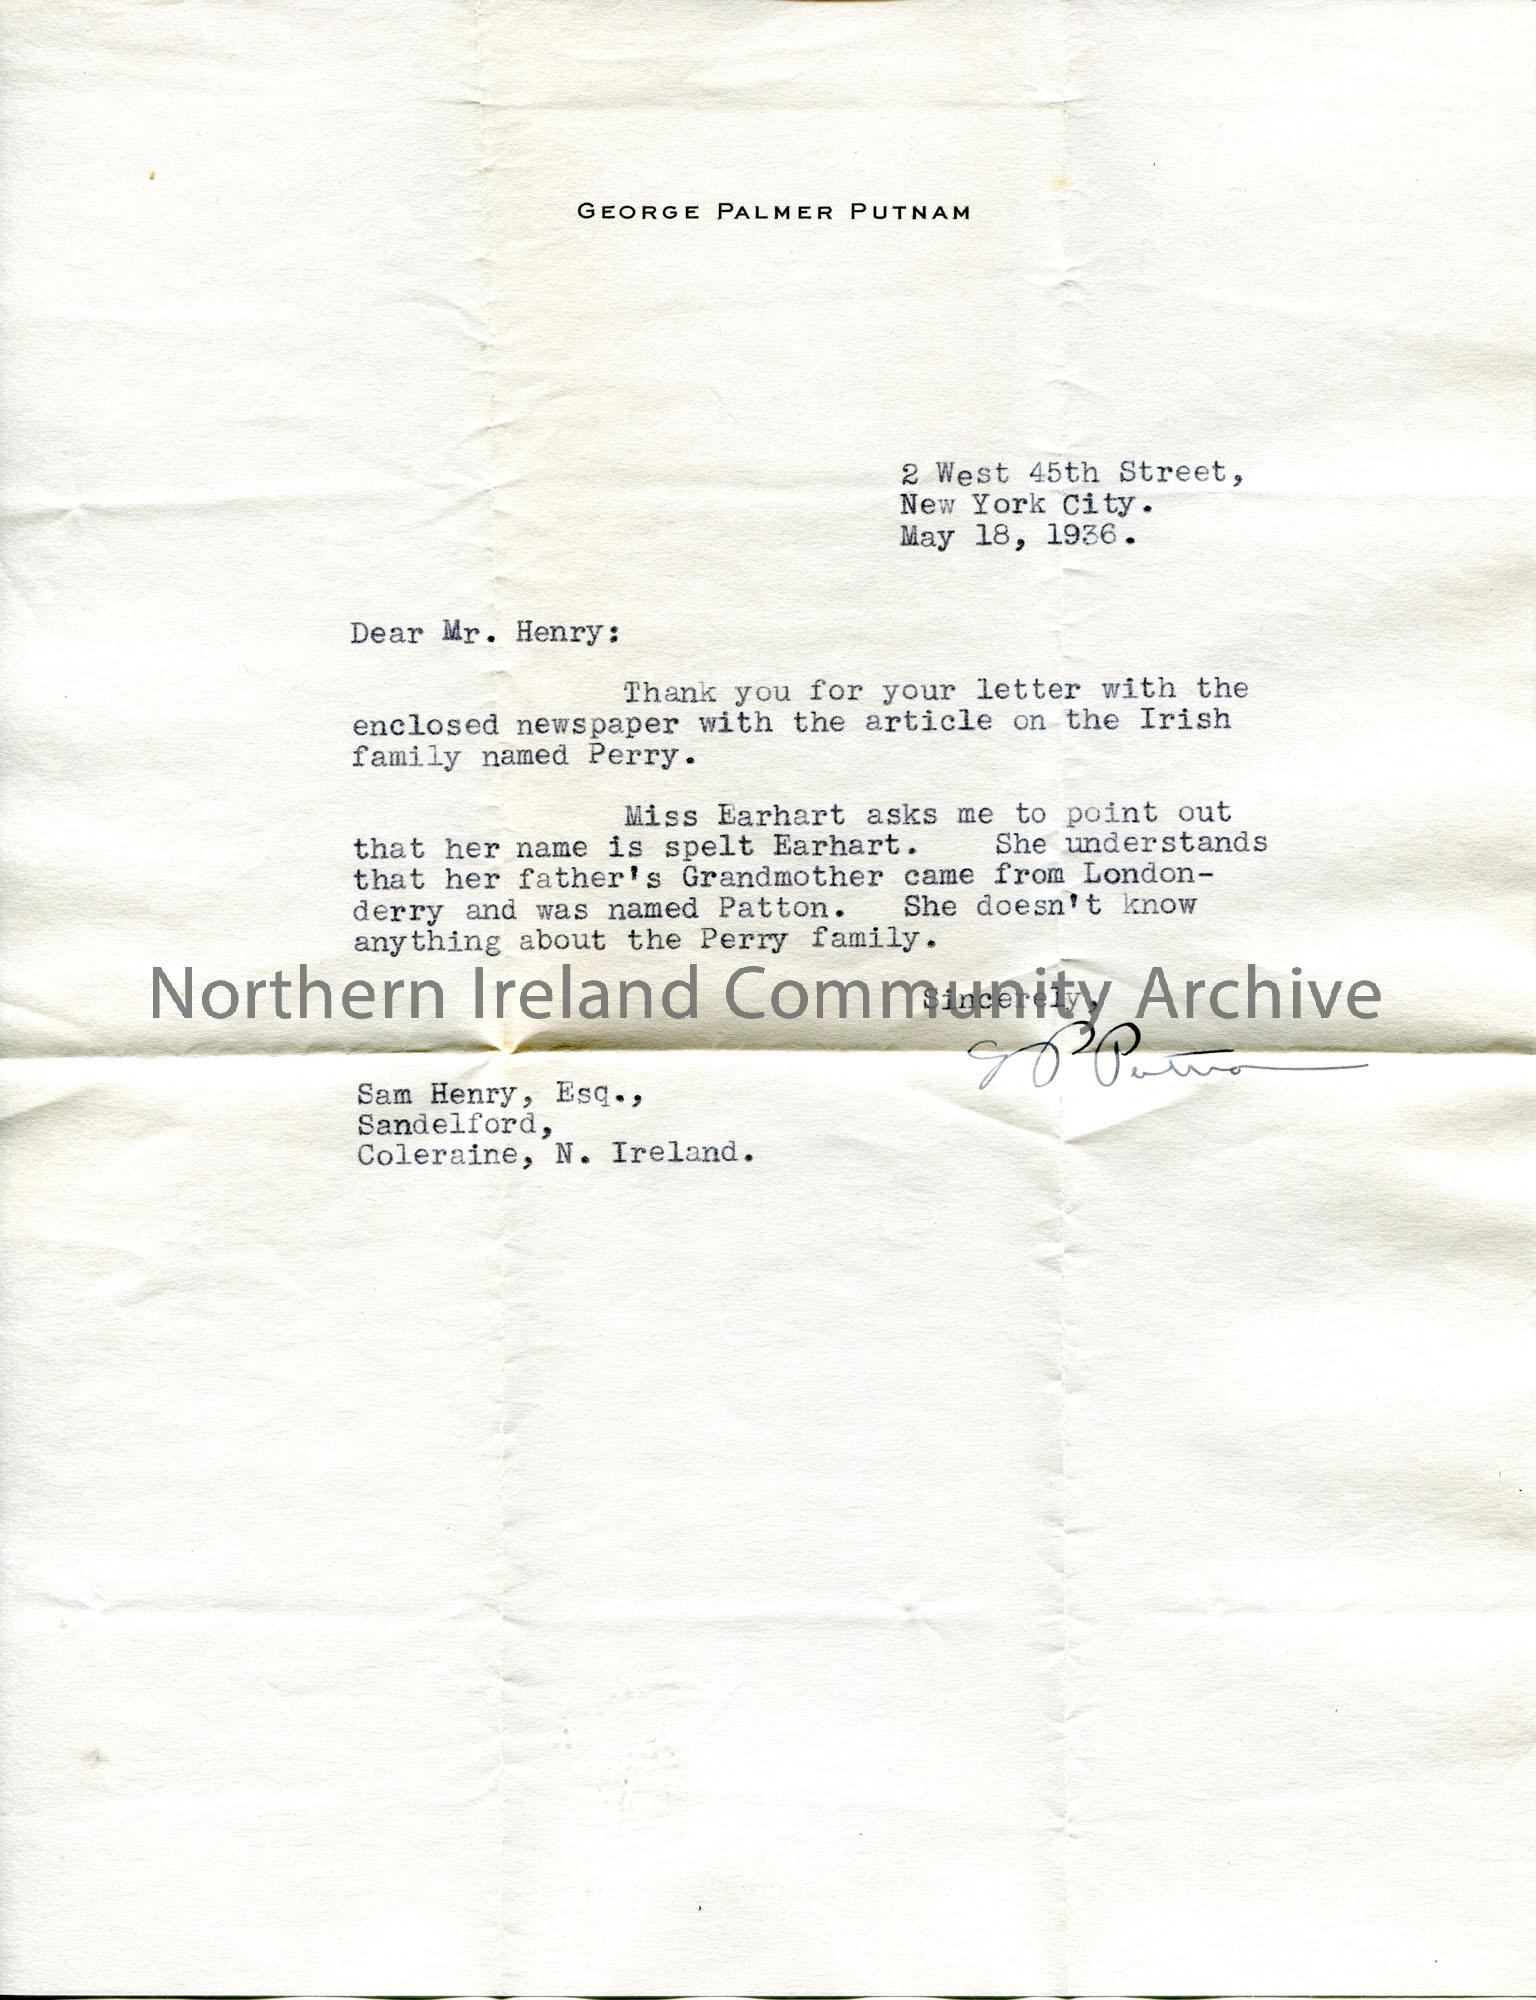 GEORGE PALMER PUTNAM
2 West 45th Street,
New York City.
May 18, 1936.
Dear Mr. Henry:
Thank you for your letter with the
enclosed newspaper with the article on the Irish
family named Perry.
Miss Earhart asks me to point out
that her name is spelt Earhart. She understands
that her father's Grandmother came from London-
derry and was named Patton. She doesn't know
anything about the Perry family.
Northern Ireland Community Archive
Sincerely,
G P Putnam
Sam Henry, Esq.,
Sandelford,
Coleraine, N. Ireland.